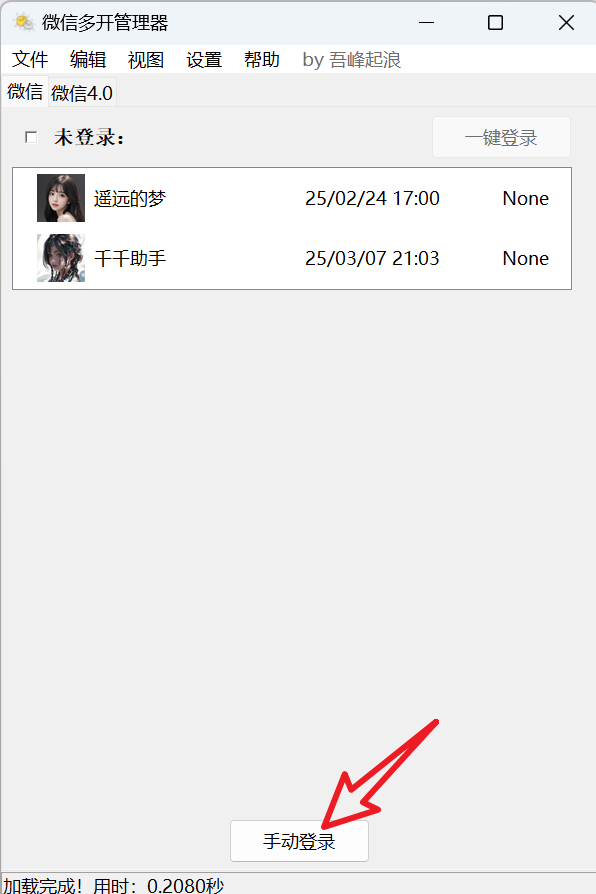 微信多开管理器
文件 编辑 视图 设置 帮助 by 吾峰起浪
微信 微信4.0
未登录： 一键登录
遥远的梦 25/02/24 17:00 None
千千助手 25/03/07 21:03 None
手动登录
加载完成！用时：0.2080秒